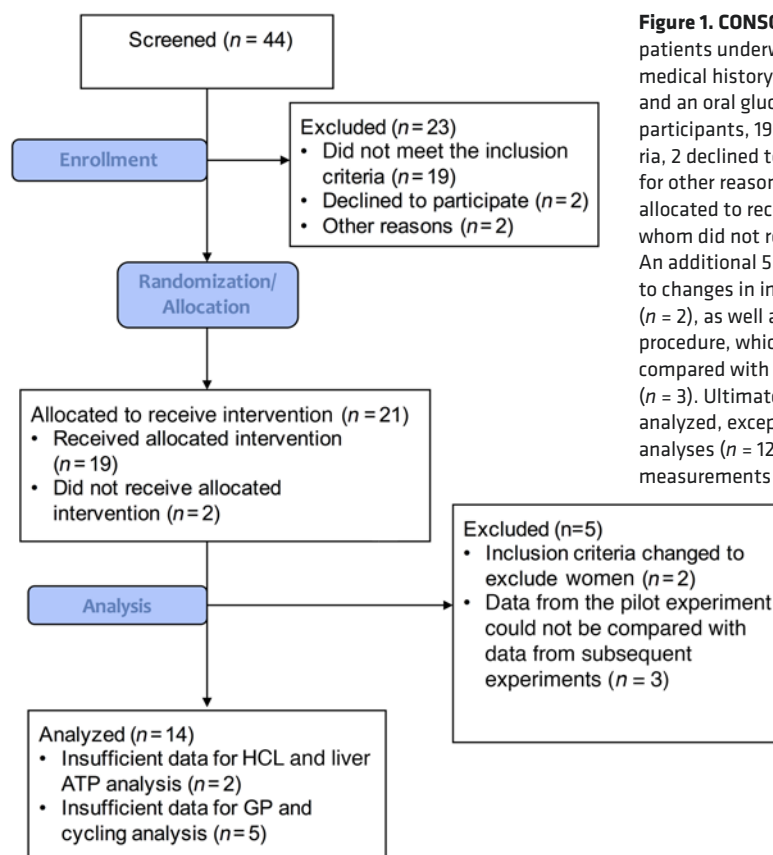 Screened (n = 44)
Enrollment
Excluded (n = 23)
• Did not meet the inclusion
criteria (n = 19)
• Declined to participate (n = 2)
• Other reasons (n = 2)
Randomization/
Allocation
Allocated to receive intervention (n = 21)
• Received allocated intervention
(n = 19)
• Did not receive allocated
intervention (n = 2)
Analysis
Excluded (n=5)
• Inclusion criteria changed to
exclude women (n = 2)
• Data from the pilot experiment
could not be compared with
data from subsequent
experiments (n = 3)
Analyzed (n = 14)
• Insufficient data for HCL and liver
ATP analysis (n = 2)
• Insufficient data for GP and
cycling analysis (n = 5)
Figure 1. CONSO
patients underw
medical history
and an oral gluc
participants, 19
ria, 2 declined to
for other reason
allocated to rec
whom did not re
An additional 5
to changes in in
(n = 2), as well a
procedure, whic
compared with
(n = 3). Ultimate
analyzed, excep
analyses (n = 12
measurements